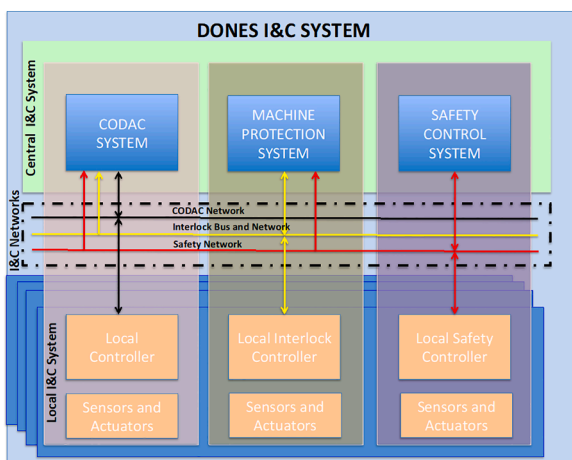 DONES I&C SYSTEM
Central I&C System
CODAC
SYSTEM
MACHINE
PROTECTION
SYSTEM
SAFETY
CONTROL
SYSTEM
I&C Networks
CODAC Network
Interlock Bus and Network
Safety Network
Local I&C System
Local
Controller
Local Interlock
Controller
Local Safety
Controller
Sensors and
Actuators
Sensors and
Actuators
Sensors and
Actuators